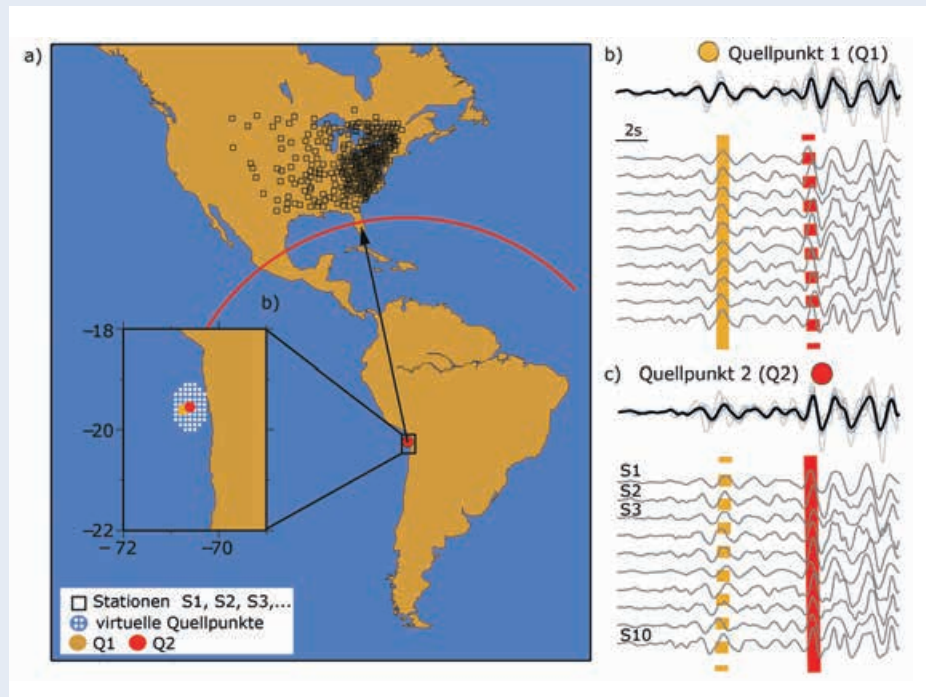 a)
b)
−18
−20
−22
−72
−70
Stationen S1, S2, S3,...
virtuelle Quellpunkte
Q1 Q2
b) Quellpunkt 1 (Q1)
2s
c) Quellpunkt 2 (Q2)
S1
S2
S3
S10